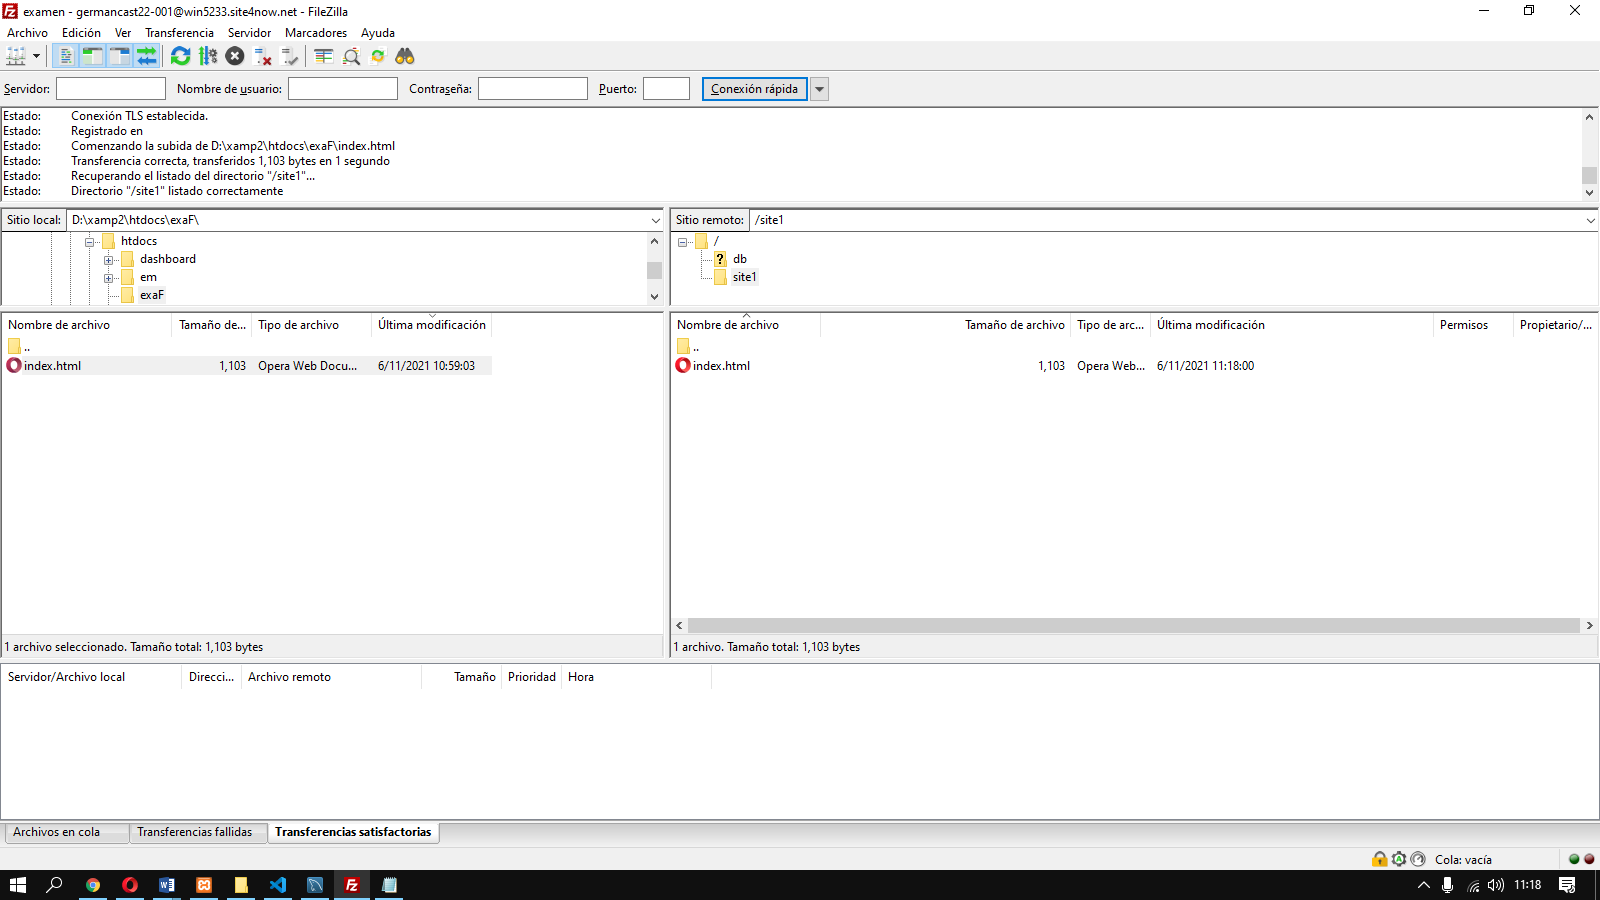 examen - germancast22-001@win5233.site4now.net - FileZilla
Archivo Edición Ver Transferencia Servidor Marcadores Ayuda
Servidor: Nombre de usuario: Contraseña: Puerto: Conexión rápida
Estado: Conexión TLS establecida.
Estado: Registrado en
Estado: Comenzando la subida de D:\xamp2\htdocs\exaF\index.html
Estado: Transferencia correcta, transferidos 1,103 bytes en 1 segundo
Estado: Recuperando el listado del directorio "/site1"...
Estado: Directorio "/site1" listado correctamente
Sitio local: D:\xamp2\htdocs\exaF\
htdocs
dashboard
em
exaF
Sitio remoto: /site1
/
? db
site1
Nombre de archivo Tamaño de... Tipo de archivo Última modificación
..
index.html 1,103 Opera Web Docu... 6/11/2021 10:59:03
1 archivo seleccionado. Tamaño total: 1,103 bytes
Nombre de archivo Tamaño de archivo Tipo de arc... Última modificación Permisos Propietario/...
..
index.html 1,103 Opera Web... 6/11/2021 11:18:00
1 archivo. Tamaño total: 1,103 bytes
Servidor/Archivo local Direcci... Archivo remoto Tamaño Prioridad Hora
Archivos en cola Transferencias fallidas Transferencias satisfactorias
Cola: vacía
11:18